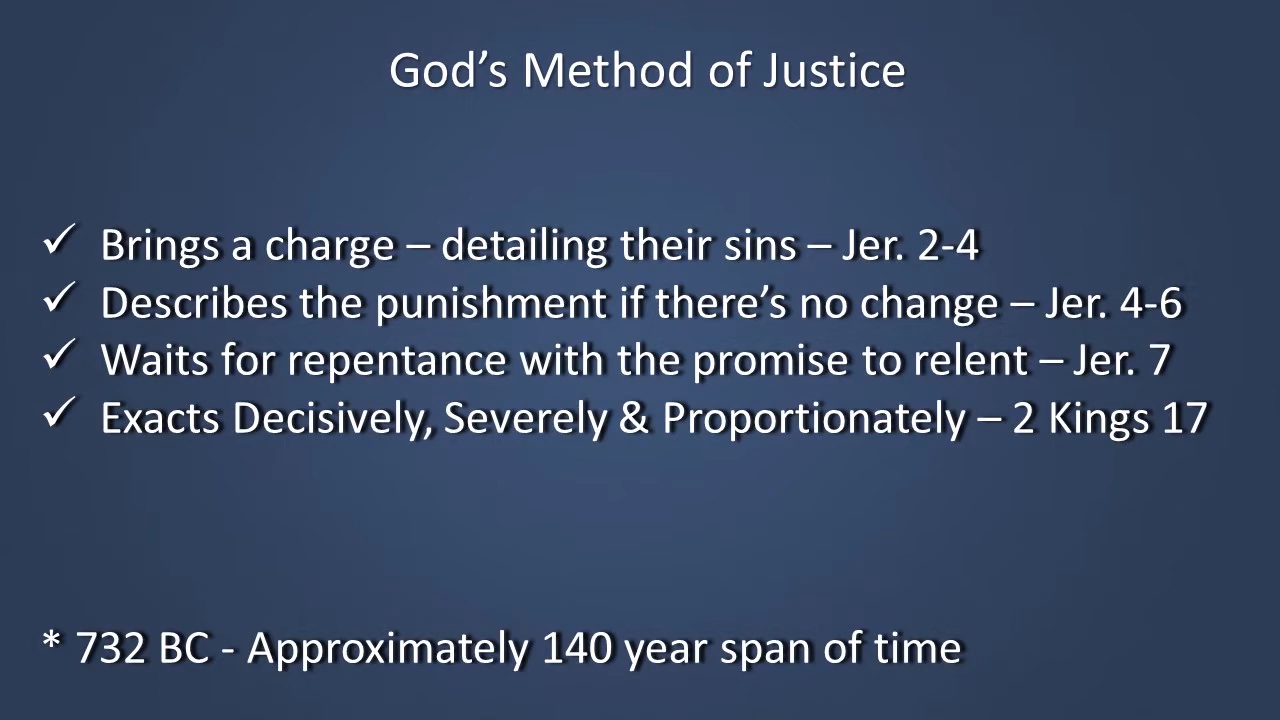 God’s Method of Justice
✓ Brings a charge – detailing their sins – Jer. 2-4
✓ Describes the punishment if there’s no change – Jer. 4-6
✓ Waits for repentance with the promise to relent – Jer. 7
✓ Exacts Decisively, Severely & Proportionately – 2 Kings 17
* 732 BC - Approximately 140 year span of time